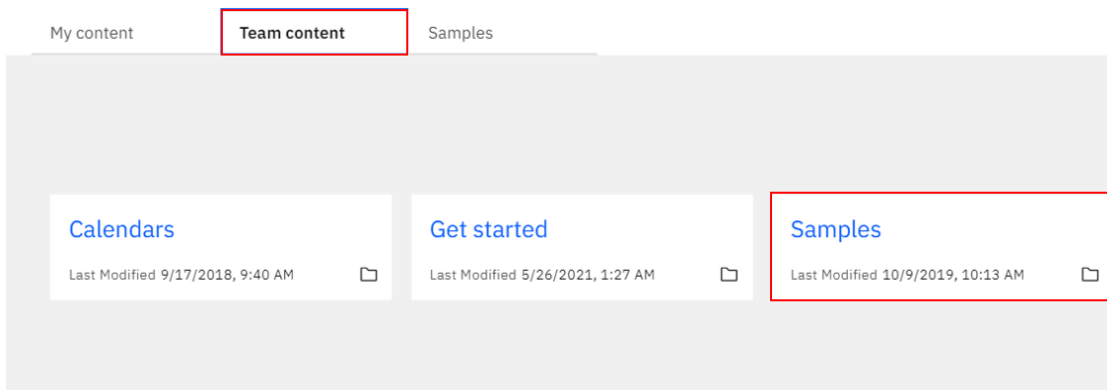 My content Team content Samples
Calendars Get started Samples
Last Modified 9/17/2018, 9:40 AM Last Modified 5/26/2021, 1:27 AM Last Modified 10/9/2019, 10:13 AM